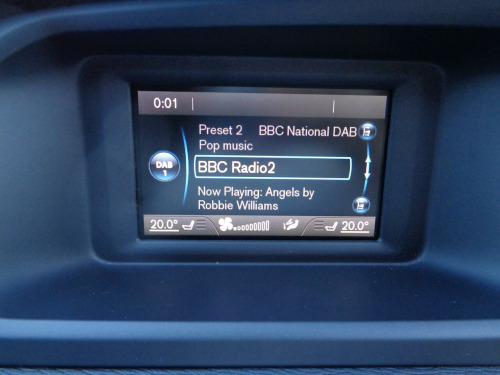 0:01
Preset 2 BBC National DAB
Pop music
DAB
1
BBC Radio2
Now Playing: Angels by
Robbie Williams
20.0° 20.0°